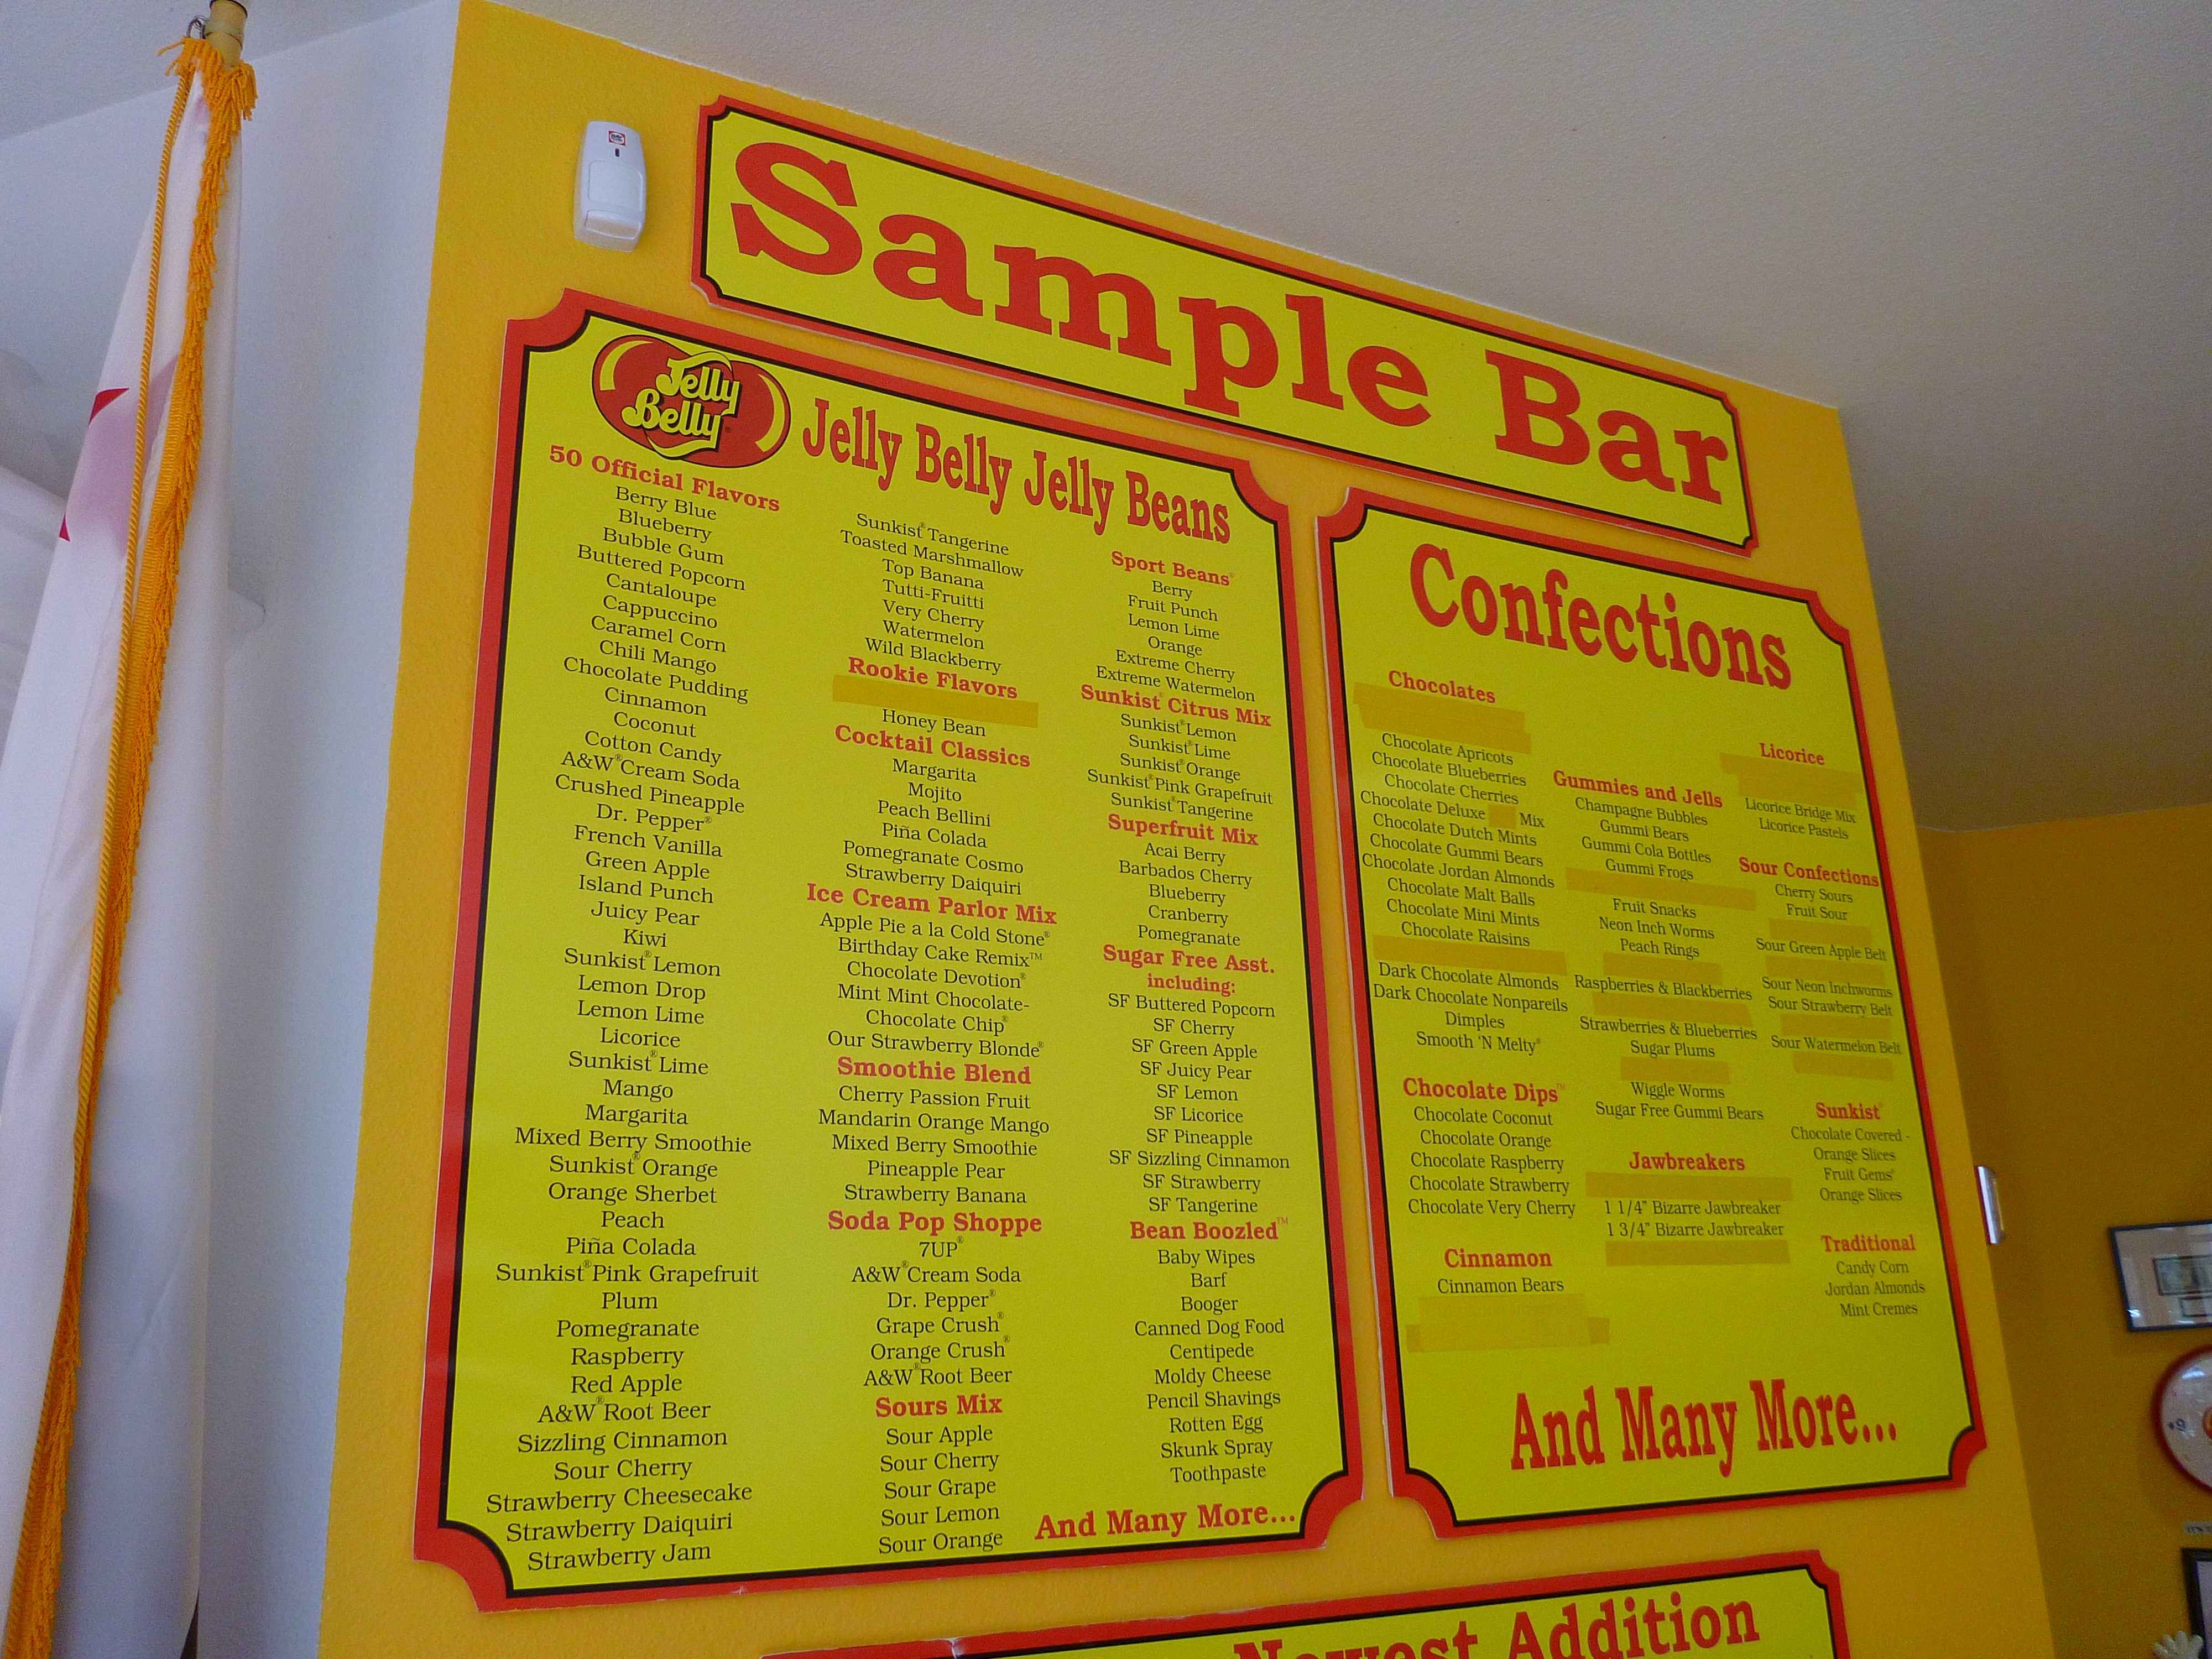 Sample Bar
Jelly
Belly
Jelly Belly Jelly Beans
50 Official Flavors
Berry Blue
Blueberry
Bubble Gum
Buttered Popcorn
Cantaloupe
Cappuccino
Caramel Corn
Chili Mango
Chocolate Pudding
Cinnamon
Coconut
Cotton Candy
A&W® Cream Soda
Crushed Pineapple
Dr. Pepper®
French Vanilla
Green Apple
Island Punch
Juicy Pear
Kiwi
Sunkist® Lemon
Lemon Drop
Lemon Lime
Licorice
Sunkist® Lime
Mango
Margarita
Mixed Berry Smoothie
Sunkist® Orange
Orange Sherbet
Peach
Piña Colada
Sunkist® Pink Grapefruit
Plum
Pomegranate
Raspberry
Red Apple
A&W® Root Beer
Sizzling Cinnamon
Sour Cherry
Strawberry Cheesecake
Strawberry Daiquiri
Strawberry Jam
Sunkist® Tangerine
Toasted Marshmallow
Top Banana
Tutti-Fruitti
Very Cherry
Watermelon
Wild Blackberry
Rookie Flavors
Honey Bean
Cocktail Classics
Margarita
Mojito
Peach Bellini
Piña Colada
Pomegranate Cosmo
Strawberry Daiquiri
Ice Cream Parlor Mix
Apple Pie a la Cold Stone®
Birthday Cake Remix™
Chocolate Devotion®
Mint Mint Chocolate-
Chocolate Chip®
Our Strawberry Blonde®
Smoothie Blend
Cherry Passion Fruit
Mandarin Orange Mango
Mixed Berry Smoothie
Pineapple Pear
Strawberry Banana
Soda Pop Shoppe
7UP®
A&W® Cream Soda
Dr. Pepper®
Grape Crush®
Orange Crush®
A&W® Root Beer
Sours Mix
Sour Apple
Sour Cherry
Sour Grape
Sour Lemon
Sour Orange
Sport Beans®
Berry
Fruit Punch
Lemon Lime
Orange
Extreme Cherry
Extreme Watermelon
Sunkist® Citrus Mix
Sunkist® Lemon
Sunkist® Lime
Sunkist® Orange
Sunkist® Pink Grapefruit
Sunkist® Tangerine
Superfruit Mix
Acai Berry
Barbados Cherry
Blueberry
Cranberry
Pomegranate
Sugar Free Asst.
including:
SF Buttered Popcorn
SF Cherry
SF Green Apple
SF Juicy Pear
SF Lemon
SF Licorice
SF Pineapple
SF Sizzling Cinnamon
SF Strawberry
SF Tangerine
Bean Boozled™
Baby Wipes
Barf
Booger
Canned Dog Food
Centipede
Moldy Cheese
Pencil Shavings
Rotten Egg
Skunk Spray
Toothpaste
And Many More...
Confections
Chocolates
Chocolate Apricots
Chocolate Blueberries
Chocolate Cherries
Chocolate Deluxe Mix
Chocolate Dutch Mints
Chocolate Gummi Bears
Chocolate Jordan Almonds
Chocolate Malt Balls
Chocolate Mini Mints
Chocolate Raisins
Dark Chocolate Almonds
Dark Chocolate Nonpareils
Dimples
Smooth 'N Melty®
Chocolate Dips™
Chocolate Coconut
Chocolate Orange
Chocolate Raspberry
Chocolate Strawberry
Chocolate Very Cherry
Cinnamon
Cinnamon Bears
Gummies and Jells
Champagne Bubbles
Gummi Bears
Gummi Cola Bottles
Gummi Frogs
Fruit Snacks
Neon Inch Worms
Peach Rings
Raspberries & Blackberries
Strawberries & Blueberries
Sugar Plums
Wiggle Worms
Sugar Free Gummi Bears
Jawbreakers
1 1/4" Bizarre Jawbreaker
1 3/4" Bizarre Jawbreaker
Licorice
Licorice Bridge Mix
Licorice Pastels
Sour Confections
Cherry Sours
Fruit Sour
Sour Green Apple Belt
Sour Neon Inchworms
Sour Strawberry Belt
Sour Watermelon Belt
Sunkist®
Chocolate Covered -
Orange Slices
Fruit Gems®
Orange Slices
Traditional
Candy Corn
Jordan Almonds
Mint Cremes
And Many More...
Newest Addition